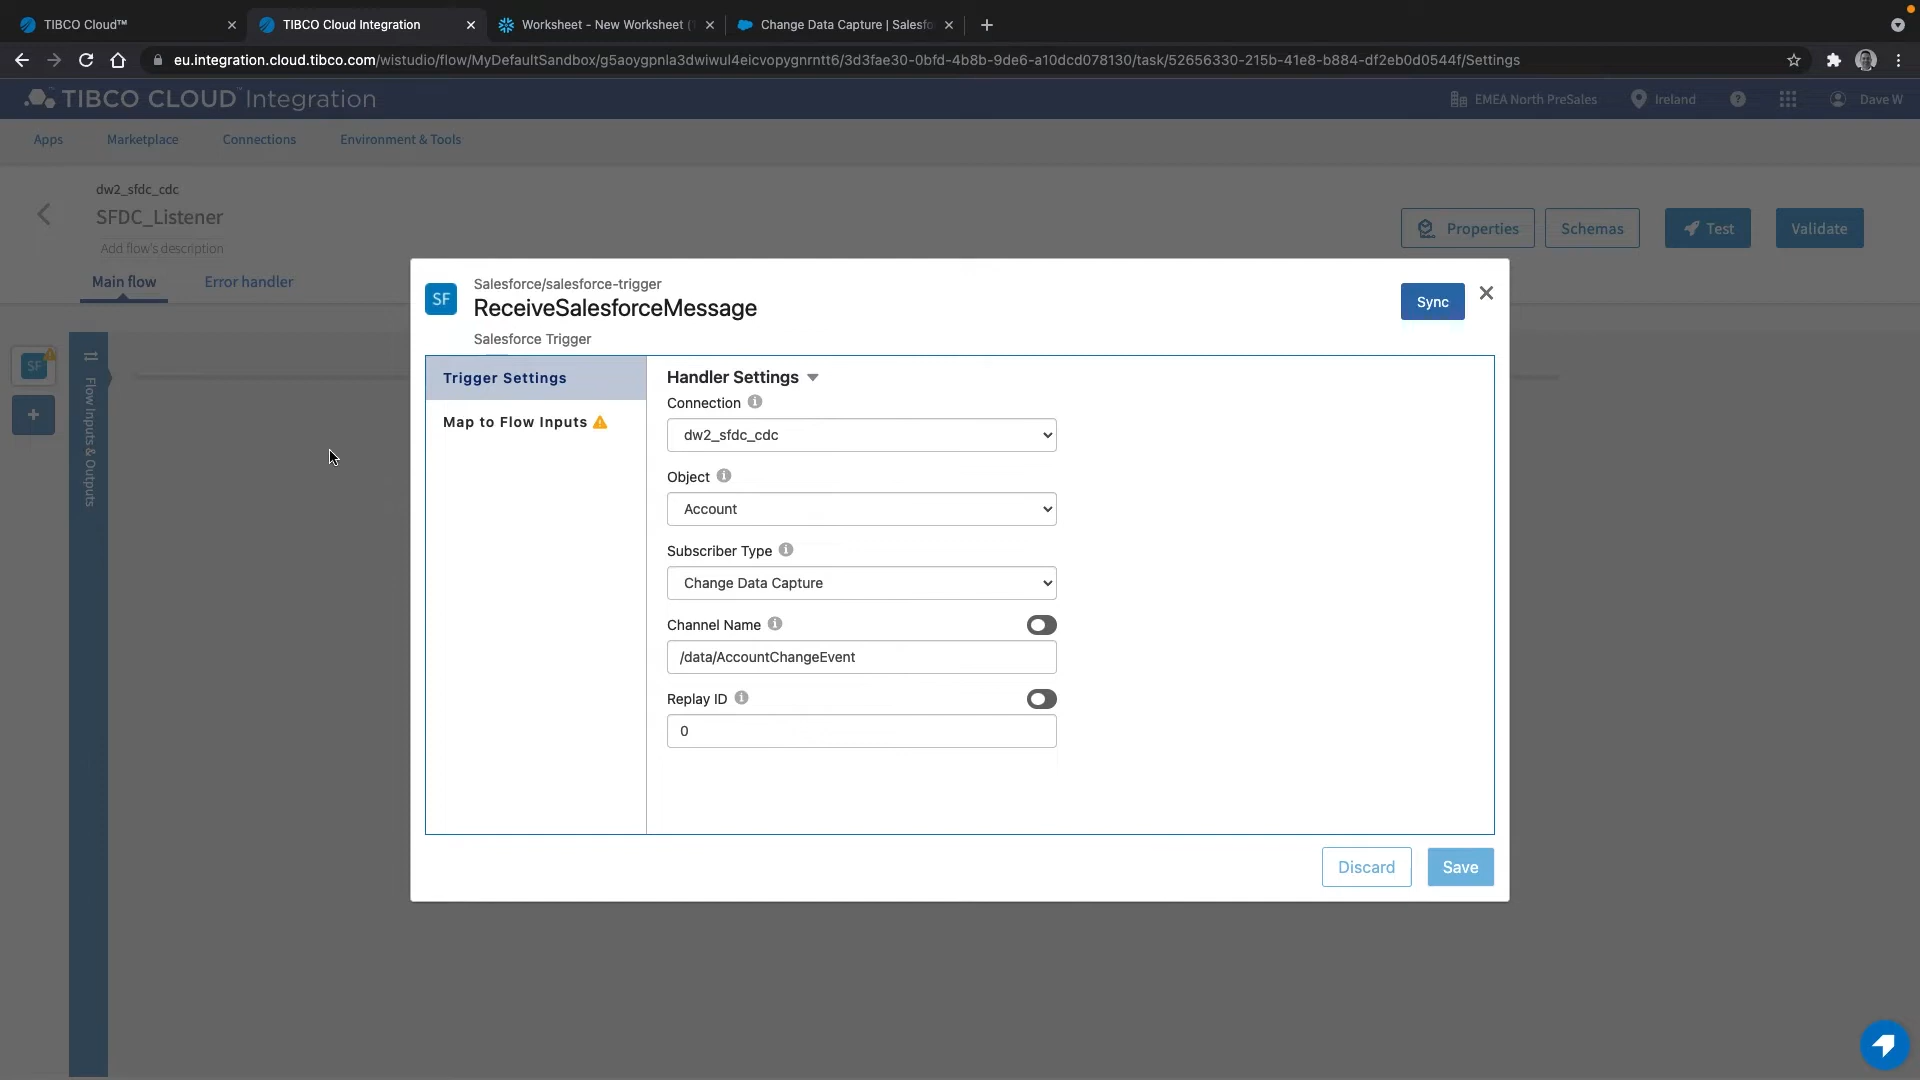 TIBCO Cloud™
TIBCO Cloud Integration
Worksheet - New Worksheet (1
Change Data Capture | Salesfo
eu.integration.cloud.tibco.com/wistudio/flow/MyDefaultSandbox/g5aoygpnla3dwiwul4eicvopygnrntt6/3d3fae30-0bfd-4b8b-9de6-a10dcd078130/task/52656330-215b-41e8-b884-df2eb0d0544f/Settings
TIBCO CLOUD™ Integration
EMEA North PreSales
Ireland
Dave W
Apps
Marketplace
Connections
Environment & Tools
dw2_sfdc_cdc
SFDC_Listener
Add flow's description
Properties
Schemas
Test
Validate
Main flow
Error handler
SF
Flow Inputs & Outputs
SF
Salesforce/salesforce-trigger
ReceiveSalesforceMessage
Salesforce Trigger
Sync
Trigger Settings
Map to Flow Inputs
Handler Settings
Connection
dw2_sfdc_cdc
Object
Account
Subscriber Type
Change Data Capture
Channel Name
/data/AccountChangeEvent
Replay ID
0
Discard
Save